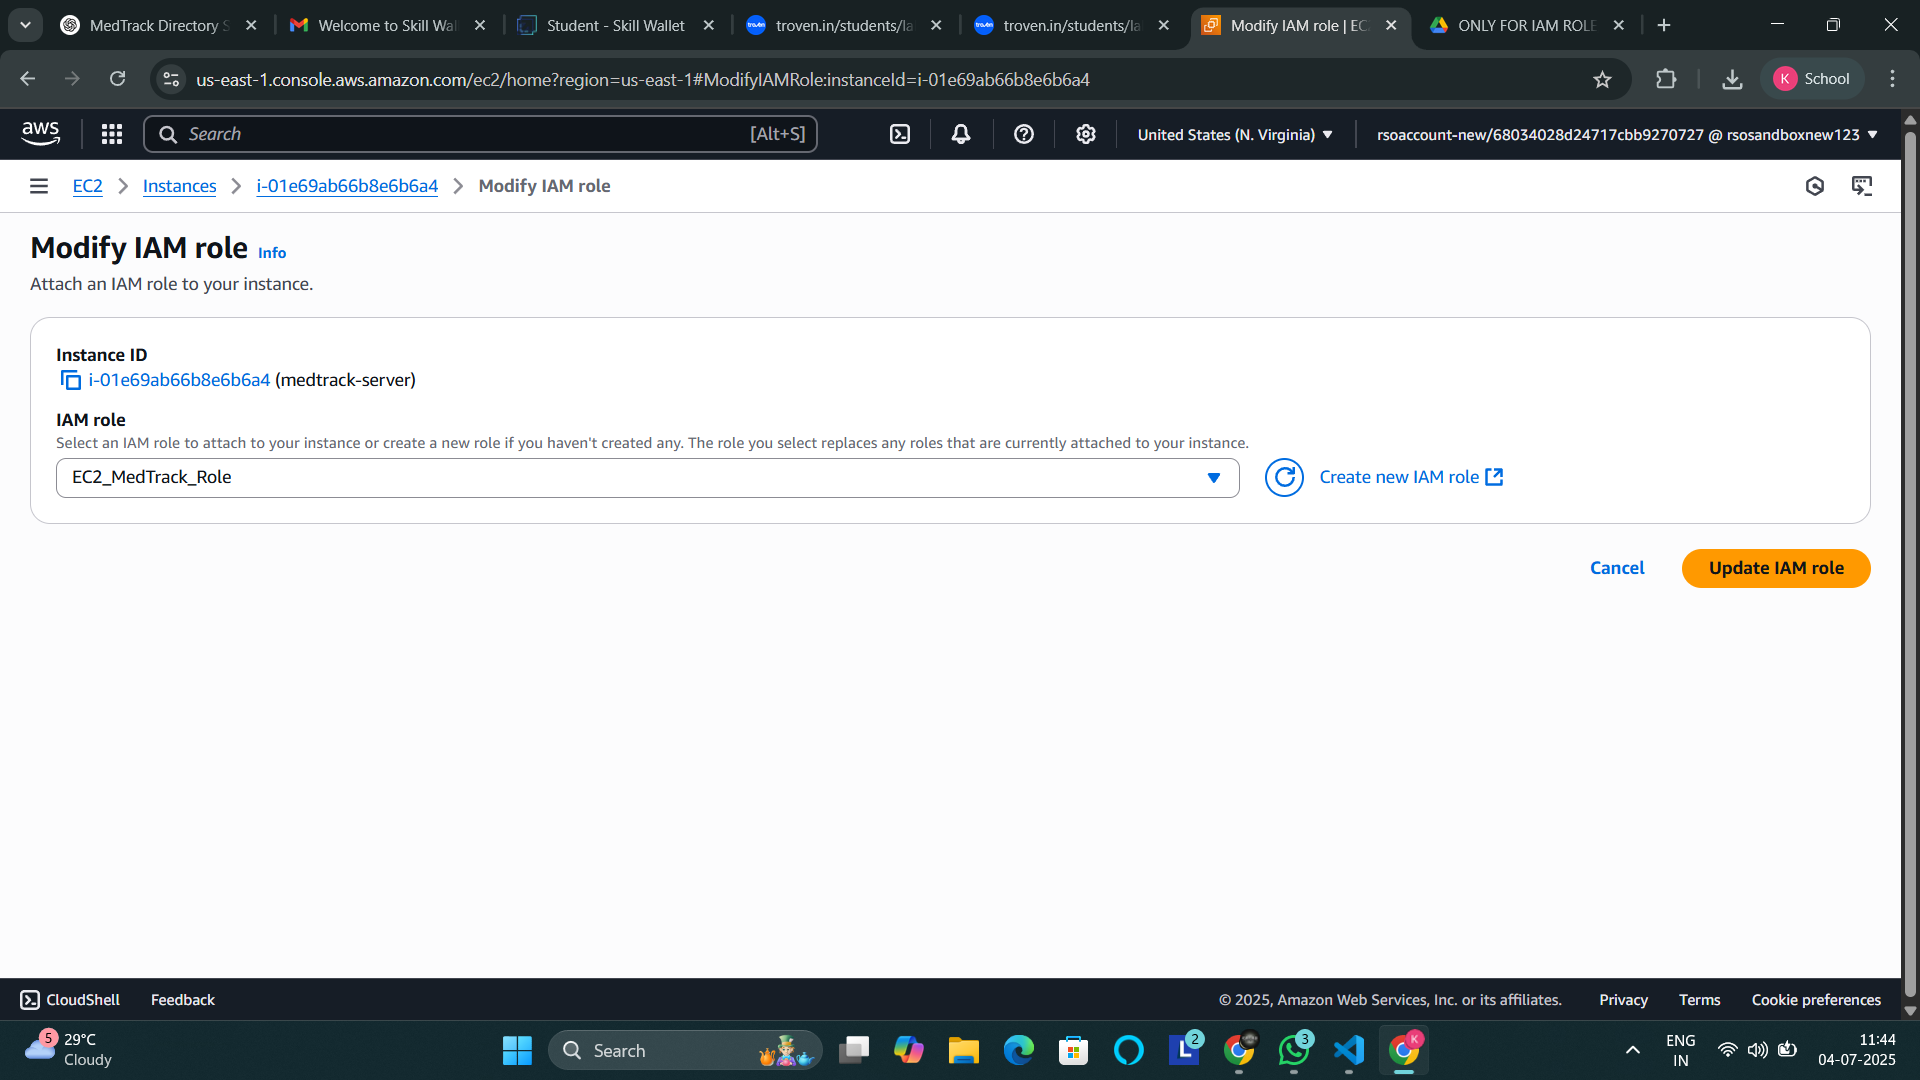 MedTrack Directory S
Welcome to Skill Wal
Student - Skill Wallet
troven.in/students/la
troven.in/students/la
Modify IAM role | EC
ONLY FOR IAM ROLE
us-east-1.console.aws.amazon.com/ec2/home?region=us-east-1#ModifyIAMRole:instanceId=i-01e69ab66b8e6b6a4
K School
aws
Search [Alt+S]
United States (N. Virginia)
rsoaccount-new/68034028d24717cbb9270727 @ rsosandboxnew123
EC2 > Instances > i-01e69ab66b8e6b6a4 > Modify IAM role
Modify IAM role Info
Attach an IAM role to your instance.
Instance ID
i-01e69ab66b8e6b6a4 (medtrack-server)
IAM role
Select an IAM role to attach to your instance or create a new role if you haven't created any. The role you select replaces any roles that are currently attached to your instance.
EC2_MedTrack_Role
Create new IAM role
Cancel
Update IAM role
CloudShell Feedback
© 2025, Amazon Web Services, Inc. or its affiliates. Privacy Terms Cookie preferences
5
29°C
Cloudy
Search
L 2
3
K
ENG
IN
11:44
04-07-2025